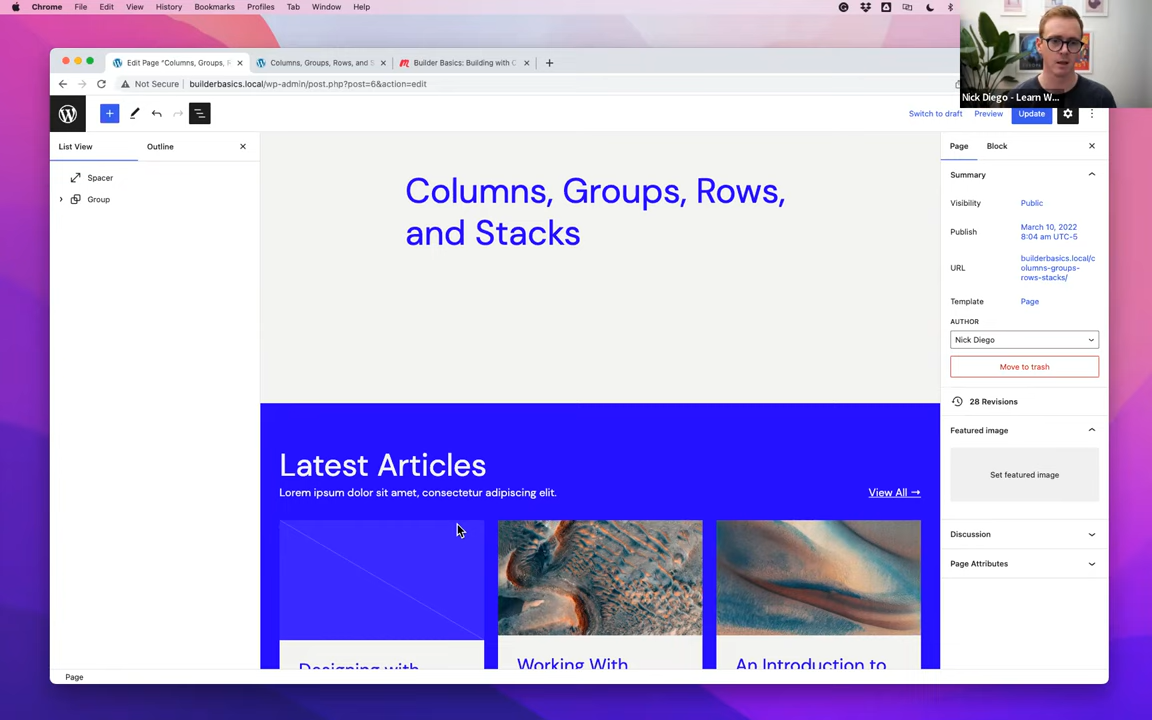 Chrome File Edit View History Bookmarks Profiles Tab Window Help
Edit Page "Columns, Groups, R
Columns, Groups, Rows, and S
Builder Basics: Building with C
Not Secure builderbasics.local/wp-admin/post.php?post=6&action=edit
Nick Diego - Learn W...
Switch to draft Preview Update
List View Outline
Spacer
Group
Columns, Groups, Rows,
and Stacks
Latest Articles
Lorem ipsum dolor sit amet, consectetur adipiscing elit.
View All →
Designing with
Working With
An Introduction to
Page Block
Summary
Visibility Public
Publish March 10, 2022
8:04 am UTC-5
URL builderbasics.local/c
olumns-groups-
rows-stacks/
Template Page
AUTHOR
Nick Diego
Move to trash
28 Revisions
Featured image
Set featured image
Discussion
Page Attributes
Page